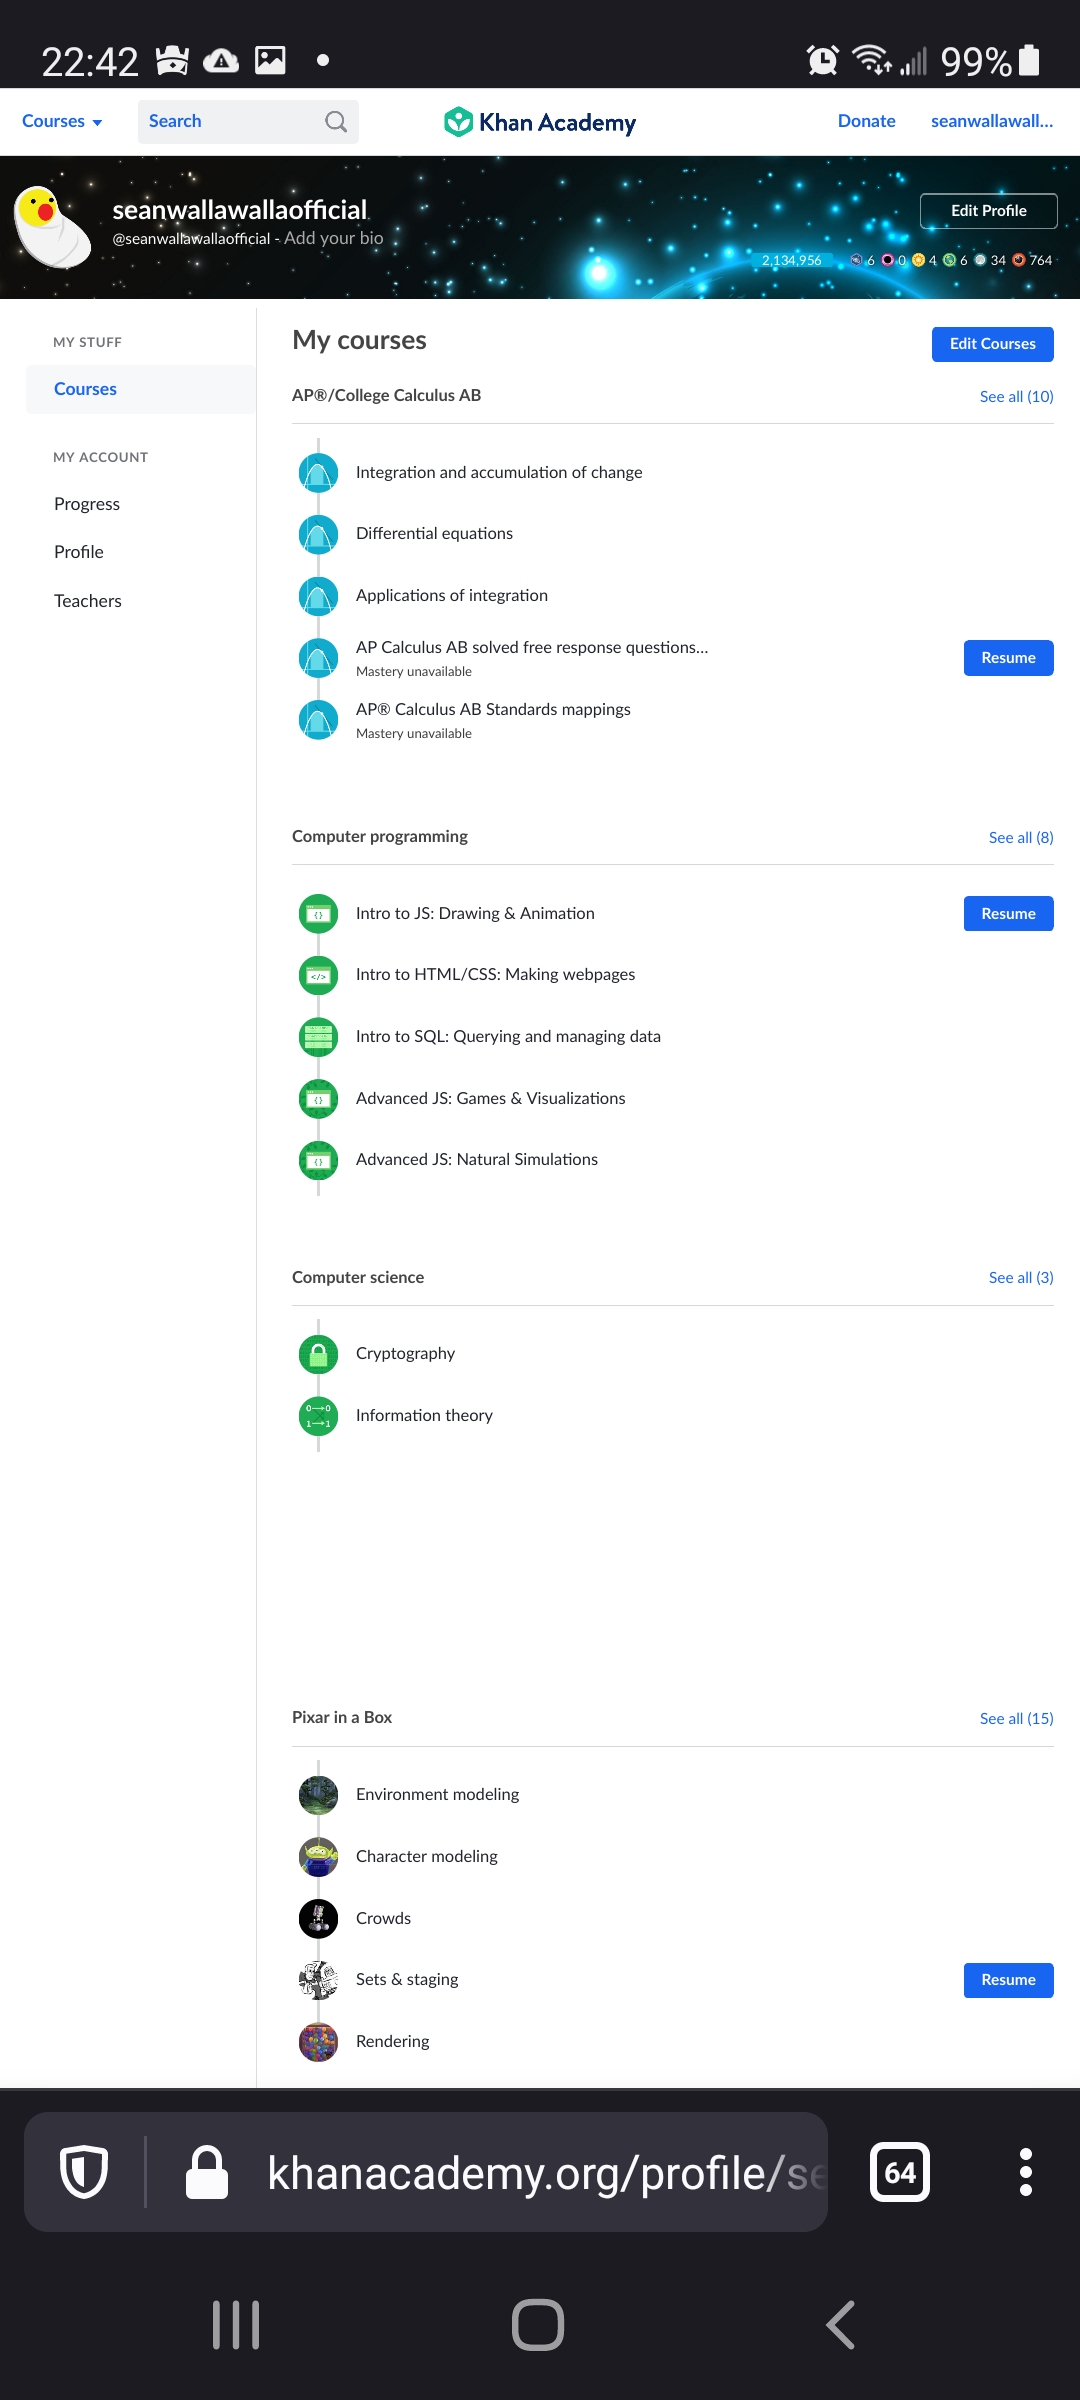 22:42
99%
Courses
Search
Khan Academy
Donate
seanwallawall...
seanwallawallaofficial
@seanwallawallaofficial - Add your bio
Edit Profile
2,134,956 6 0 4 6 34 764
MY STUFF
Courses
MY ACCOUNT
Progress
Profile
Teachers
My courses
Edit Courses
AP®/College Calculus AB
See all (10)
Integration and accumulation of change
Differential equations
Applications of integration
AP Calculus AB solved free response questions...
Mastery unavailable
Resume
AP® Calculus AB Standards mappings
Mastery unavailable
Computer programming
See all (8)
Intro to JS: Drawing & Animation
Resume
Intro to HTML/CSS: Making webpages
Intro to SQL: Querying and managing data
Advanced JS: Games & Visualizations
Advanced JS: Natural Simulations
Computer science
See all (3)
Cryptography
Information theory
Pixar in a Box
See all (15)
Environment modeling
Character modeling
Crowds
Sets & staging
Resume
Rendering
khanacademy.org/profile/se
64